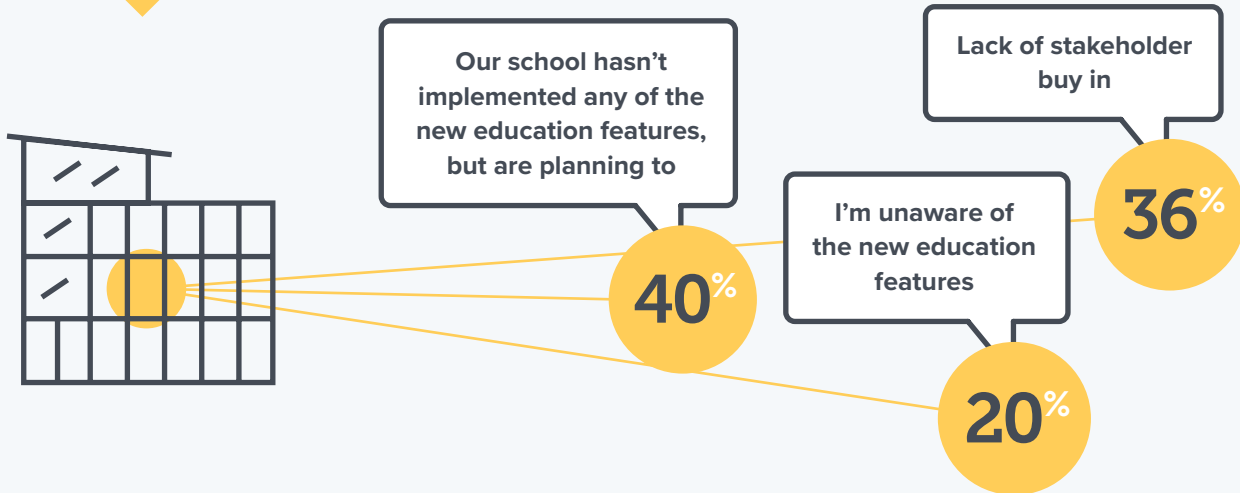 Our school hasn’t
implemented any of the
new education features,
but are planning to
40%
I’m unaware of
the new education
features
20%
Lack of stakeholder
buy in
36%